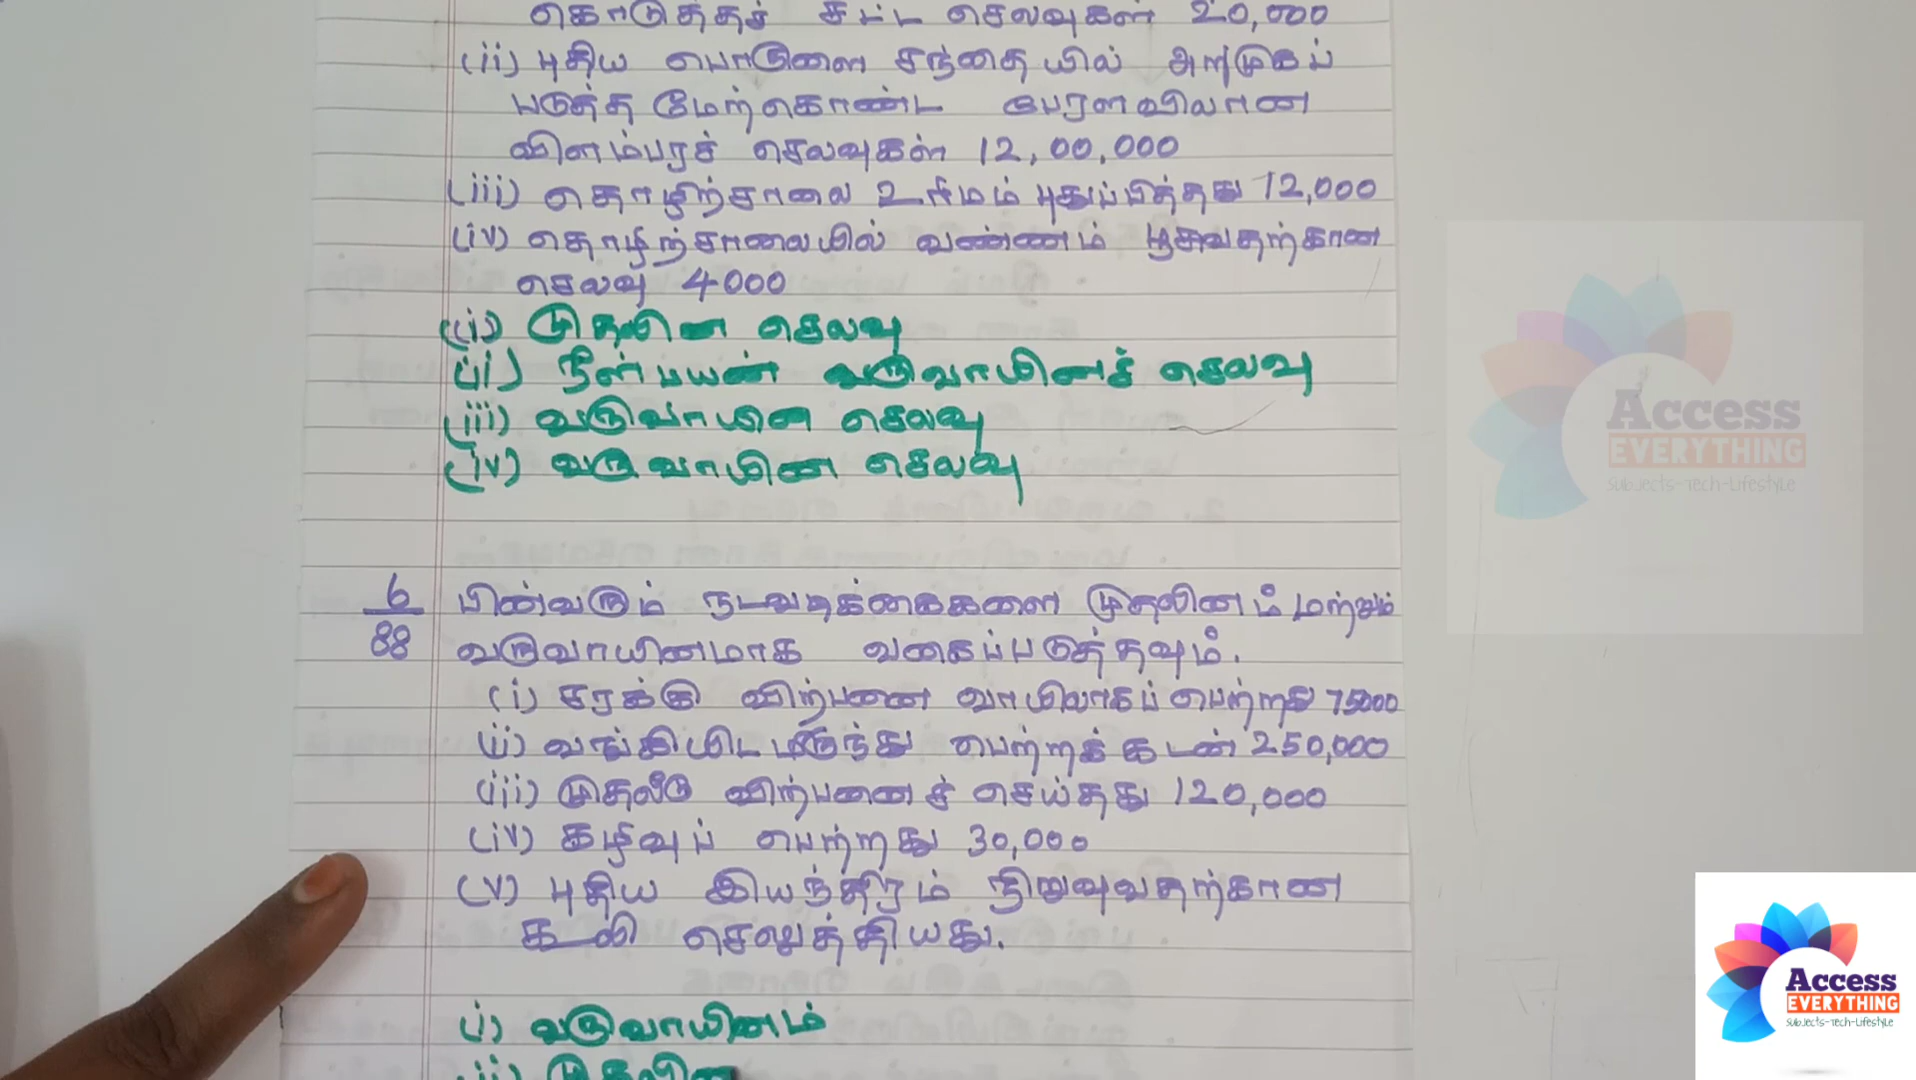 கொடுத்தச் சட்ட செலவுகள் 20,000
(ii) புதிய பொருளை சந்தையில் அறிமுகப்
படுத்த மேற்கொண்ட பேரளவிலான
விளம்பரச் செலவுகள் 12,00,000
(iii) தொழிற்சாலை உரிமம் புதுப்பித்தது 12,000
(iv) தொழிற்சாலையில் வண்ணம் பூசுவதற்கான
செலவு 4000
(i) முதலின செலவு
(ii) நீள்பயன் வருவாயினச் செலவு
(iii) வருவாயின செலவு
(iv) வருவாயின செலவு
6
88
பின்வரும் நடவடிக்கைகளை முதலினம் மற்றும்
வருவாயினமாக வகைப்படுத்தவும்.
(i) சரக்கு விற்பனை வாயிலாகப் பெற்றது 75000
(ii) வங்கியிடமிருந்து பெற்றக் கடன் 250,000
(iii) முதலீடு விற்பனைச் செய்தது 120,000
(iv) கழிவுப் பெற்றது 30,000
(v) புதிய இயந்திரம் நிறுவுவதற்கான
கூலி செலுத்தியது.
i) வருவாயினம்
ii) முதலின
Access
EVERYTHING
Subjects-Tech-Lifestyle
Access
EVERYTHING
Subjects-Tech-Lifestyle